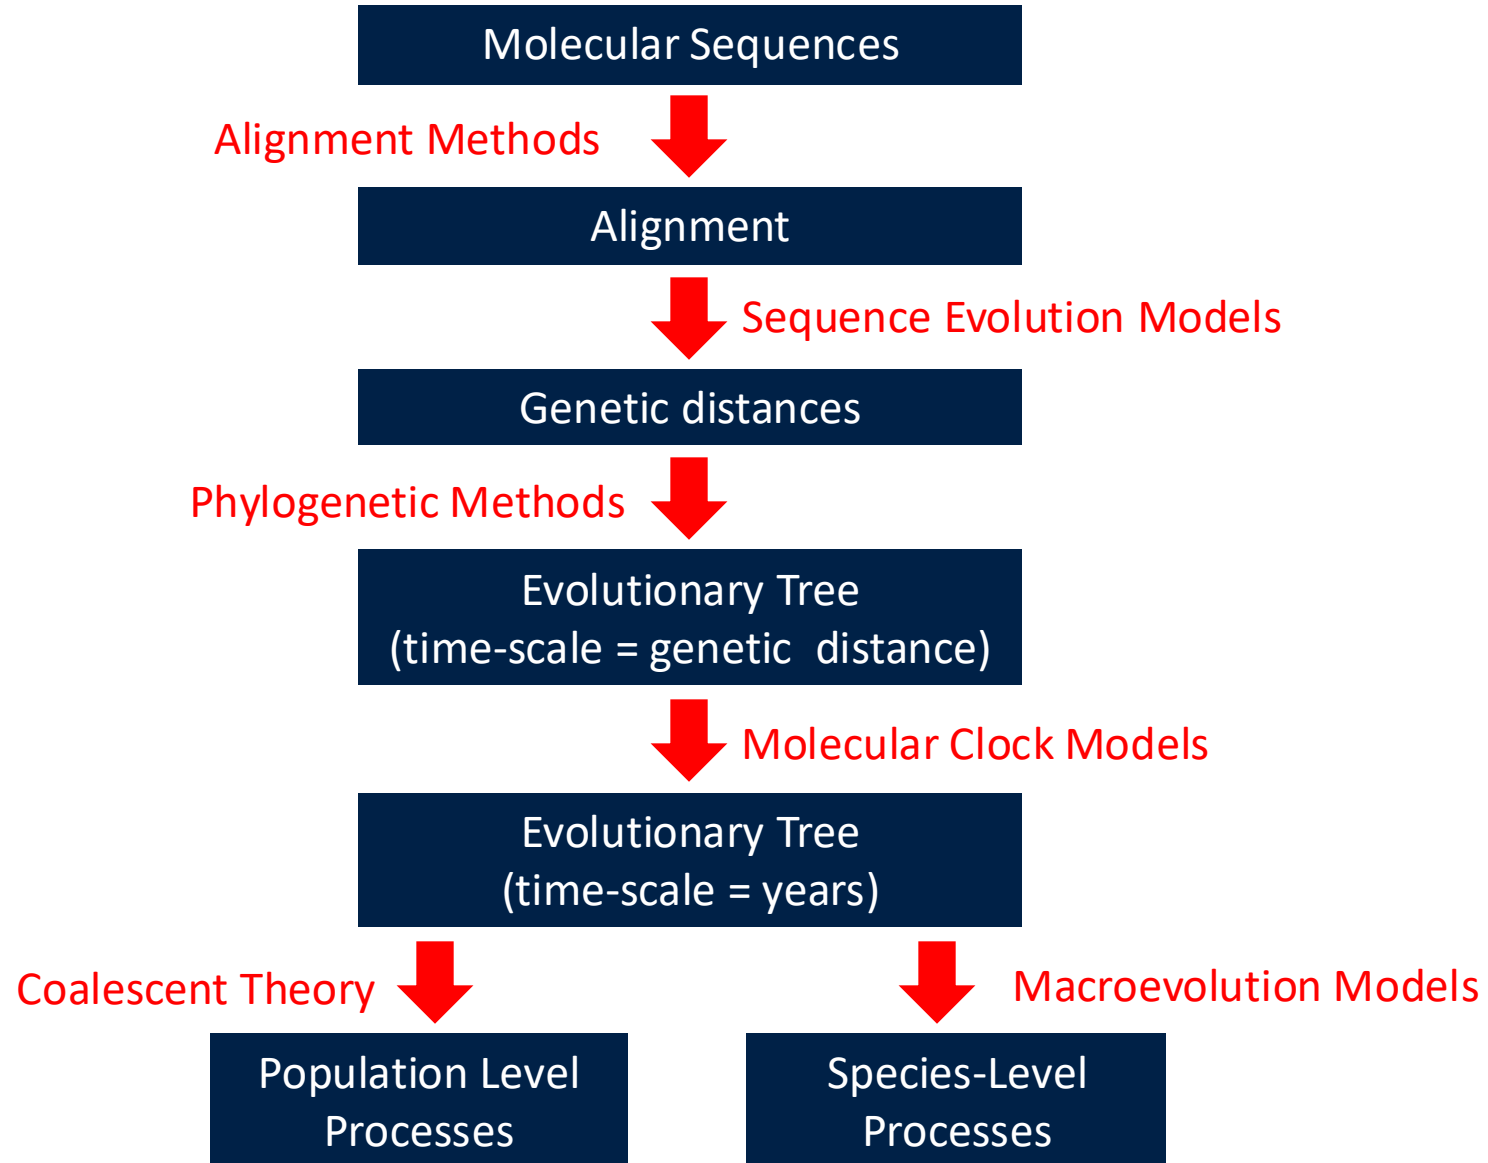 Molecular Sequences
Alignment Methods
Alignment
Sequence Evolution Models
Genetic distances
Phylogenetic Methods
Evolutionary Tree
(time-scale = genetic  distance)
Molecular Clock Models
Evolutionary Tree
(time-scale = years)
Coalescent Theory
Macroevolution Models
Population Level
Processes
Species-Level
Processes